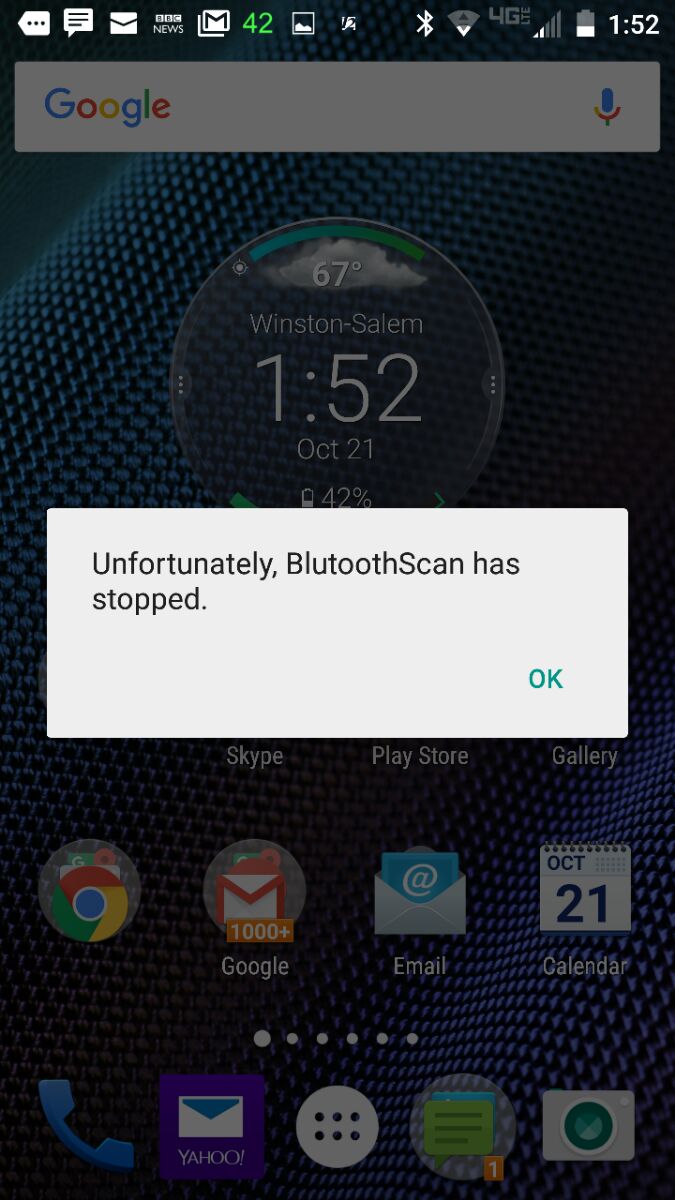 BBC
NEWS
42
4G LTE
1:52
Google
67°
Winston-Salem
1:52
Oct 21
42%
Unfortunately, BlutoothScan has
stopped.
OK
Skype
Play Store
Gallery
G
1000+
OCT
21
@
Google
Email
Calendar
YAHOO!
1